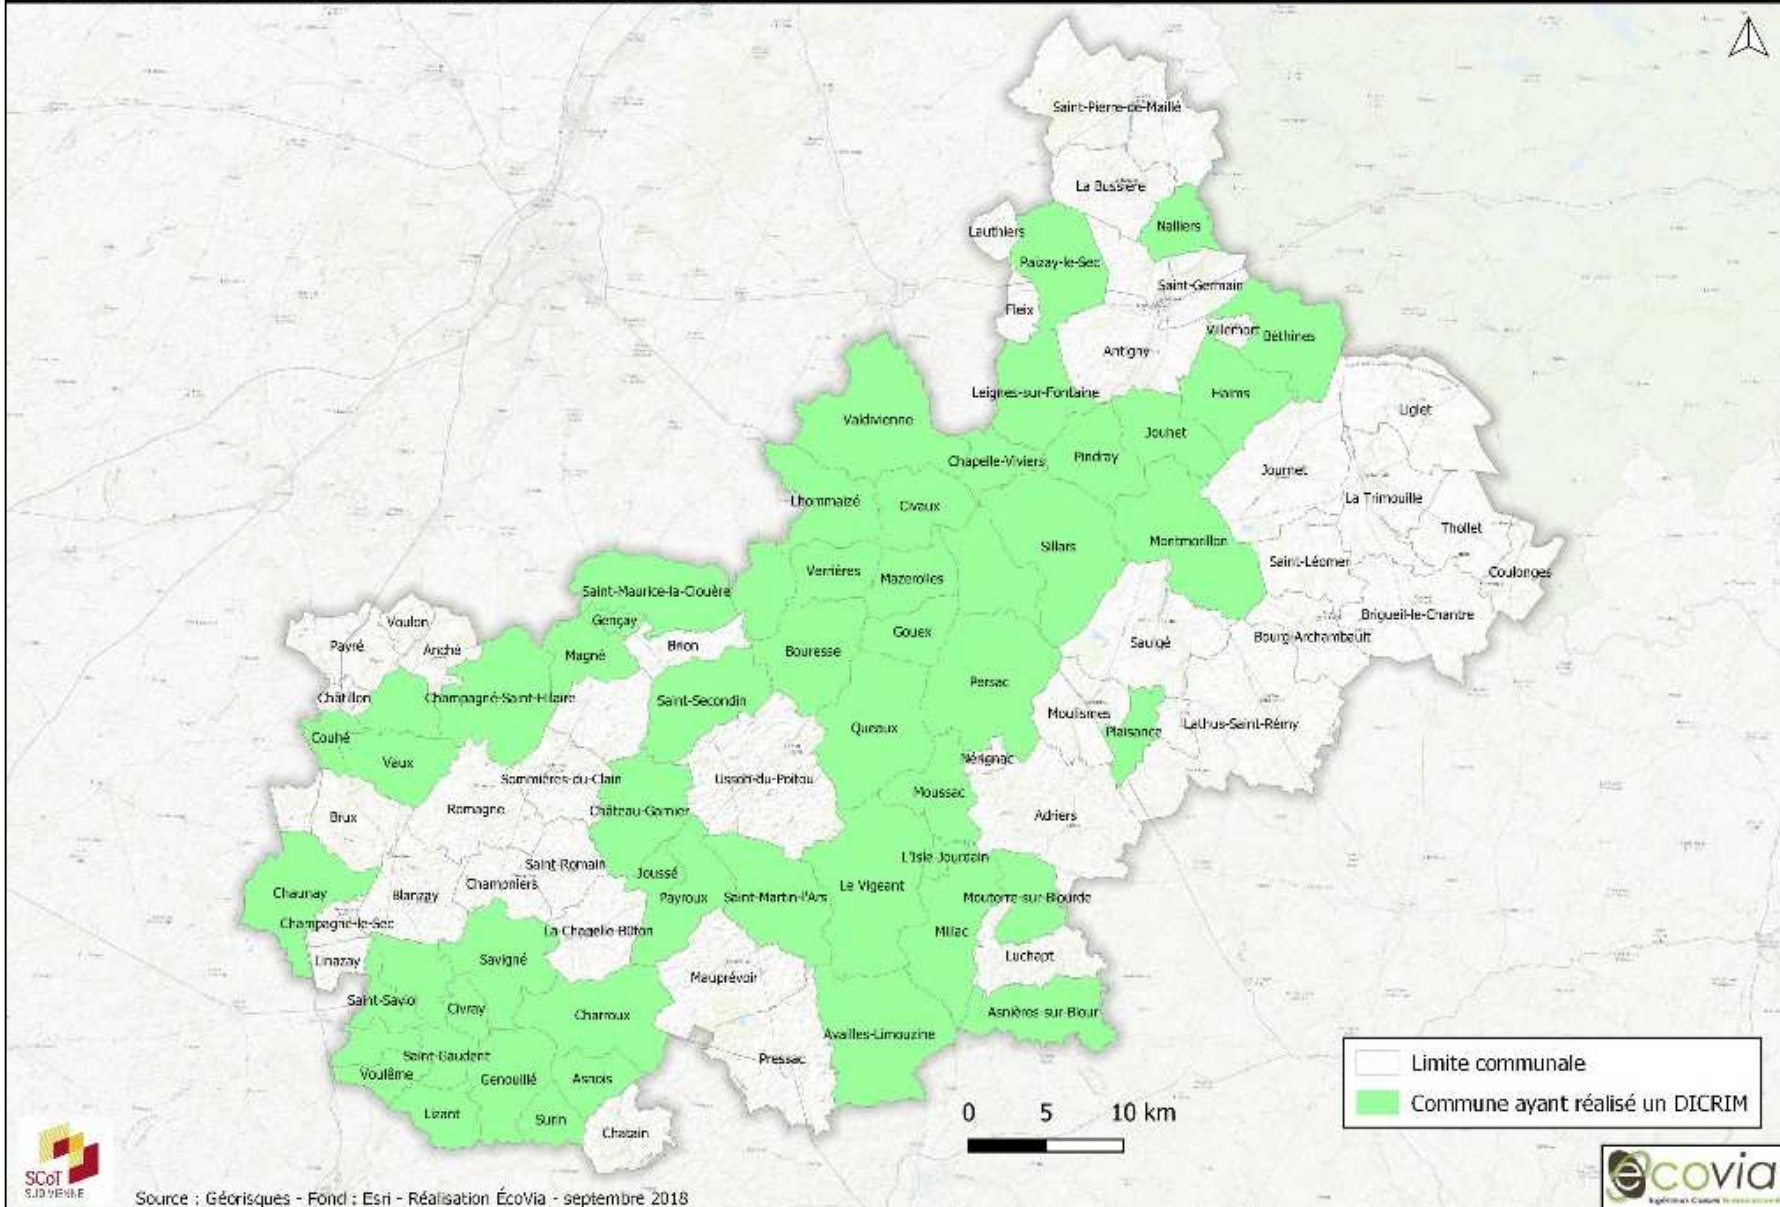 Saint-Pierre-de-Maillé
La Bussière
Nalliers
Lauthiers
Paizay-le-Sec
Saint-Germain
Fleix
Villemort
Béthines
Antigny
Leignes-sur-Fontaine
Haims
Liglet
Valdivienne
Jouhet
Chapelle-Viviers
Pindray
Journet
La Trimouille
Lhommaizé
Civaux
Thollet
Sillars
Montmorillon
Saint-Léomer
Coulonges
Verrières
Mazerolles
Saint-Maurice-la-Clouère
Gençay
Brigueil-le-Chantre
Voulon
Gouex
Bourg-Archambault
Payré
Anché
Magné
Brion
Bouresse
Saulgé
Persac
Châtillon
Champagné-Saint-Hilaire
Saint-Secondin
Moulismes
Lathus-Saint-Rémy
Couhé
Queaux
Plaisance
Vaux
Nérignac
Sommières-du-Clain
Usson-du-Poitou
Moussac
Romagne
Château-Garnier
Brux
Adriers
L'Isle-Jourdain
Saint-Romain
Joussé
Chaunay
Blanzay
Champniers
Payroux
Saint-Martin-l'Ars
Le Vigeant
Mouterre-sur-Blourde
Champagné-le-Sec
La Chapelle-Bâton
Millac
Linazay
Savigné
Luchapt
Mauprévoir
Saint-Saviol
Civray
Charroux
Asnières-sur-Blour
Availles-Limouzine
Saint-Gaudent
Pressac
Voulême
Genouillé
Asnois
Lizant
Surin
Chatain
0 5 10 km
Limite communale
Commune ayant réalisé un DICRIM
SCoT
SUD VIENNE
Source : Géorisques - Fond : Esri - Réalisation ÉcoVia - septembre 2018
écovia